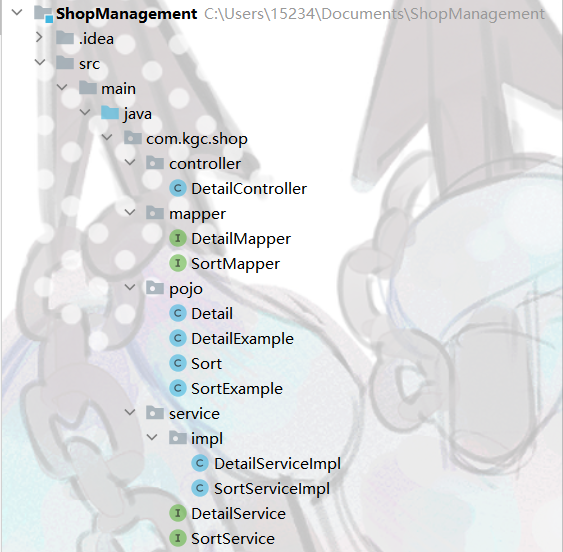 ShopManagement C:\Users\15234\Documents\ShopManagement
.idea
src
main
java
com.kgc.shop
controller
C DetailController
mapper
I DetailMapper
I SortMapper
pojo
C Detail
C DetailExample
C Sort
C SortExample
service
impl
C DetailServiceImpl
C SortServiceImpl
I DetailService
I SortService